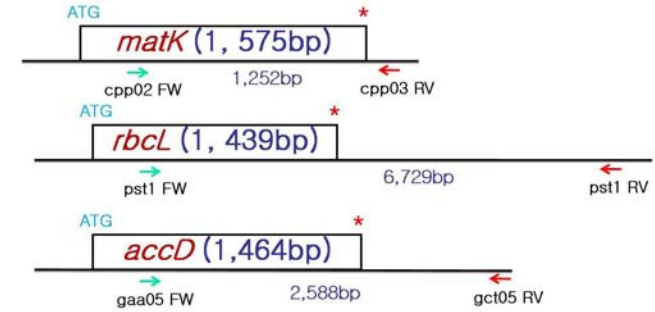 ATG *
matK (1, 575bp)
1,252bp
cpp02 FW cpp03 RV
ATG *
rbcL (1, 439bp)
6,729bp
pst1 FW pst1 RV
ATG *
accD (1,464bp)
2,588bp
gaa05 FW gct05 RV